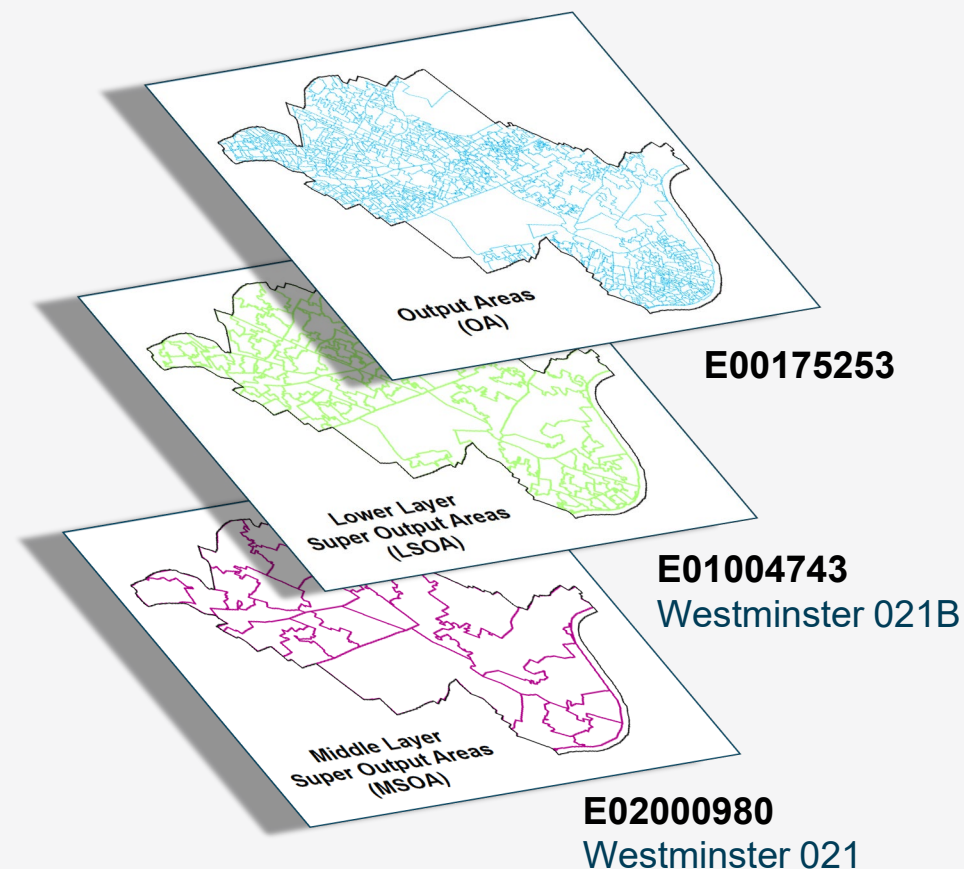 Output Areas
(OA)
E00175253
Lower Layer
Super Output Areas
(LSOA)
E01004743
Westminster 021B
Middle Layer
Super Output Areas
(MSOA)
E02000980
Westminster 021